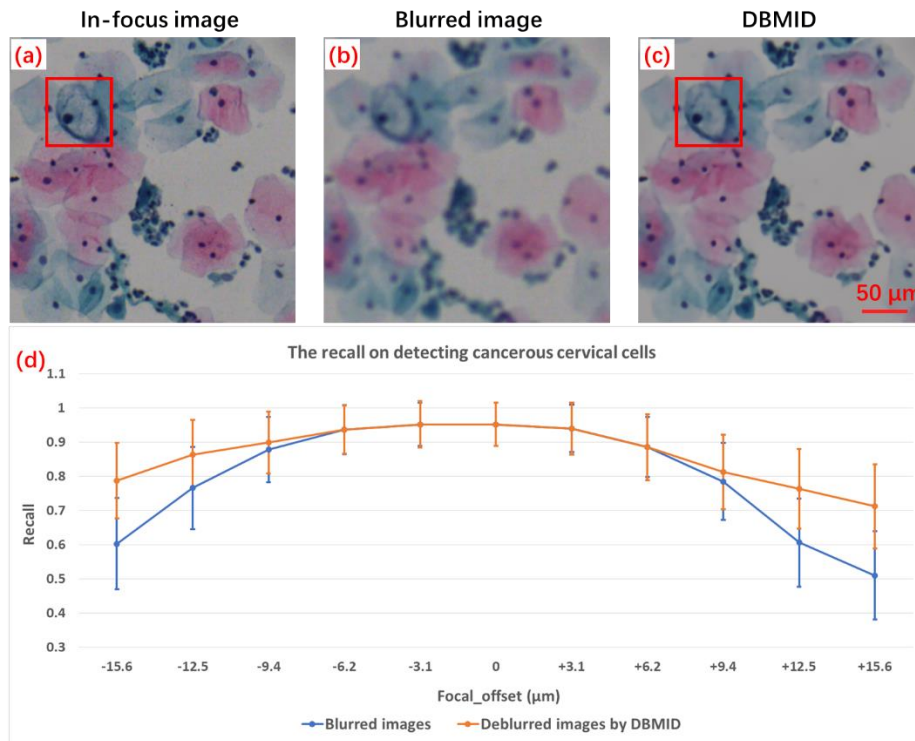 In-focus image
Blurred image
DBMID
(a)
(b)
(c)
50 μm
(d)
The recall on detecting cancerous cervical cells
1.1
1
0.9
0.8
0.7
0.6
0.5
0.4
0.3
Recall
-15.6 -12.5 -9.4 -6.2 -3.1 0 +3.1 +6.2 +9.4 +12.5 +15.6
Focal_offset (μm)
Blurred images
Deblurred images by DBMID